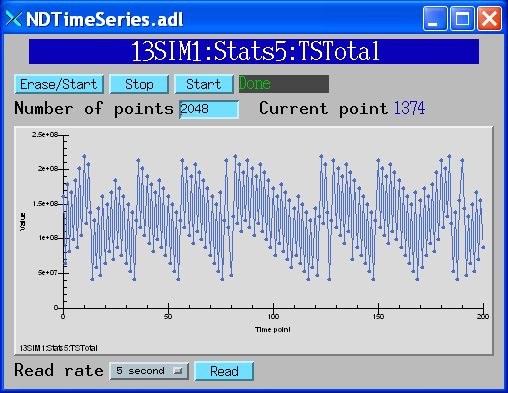 NDTimeSeries.adl
13SIM1:Stats5:TSTotal
Erase/Start Stop Start Done
Number of points 2048 Current point 1374
2.5e+08
2e+08
1.5e+08
1e+08
5e+07
0
Value
0 50 100 150 200
Time point
13SIM1:Stats5:TSTotal
Read rate 5 second Read